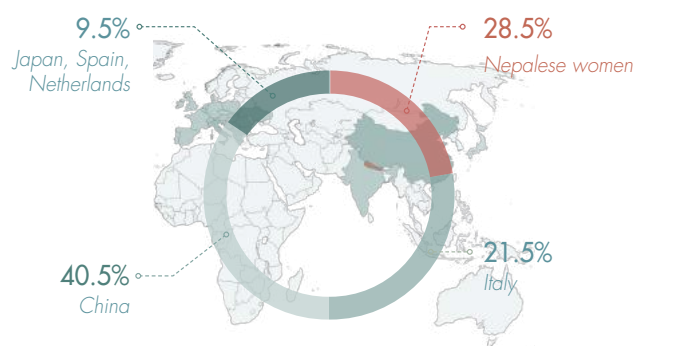 9.5%
Japan, Spain,
Netherlands
28.5%
Nepalese women
40.5%
China
21.5%
Italy